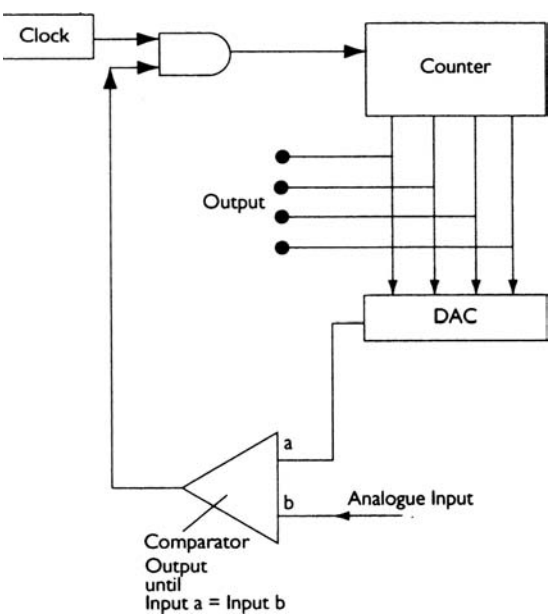 Clock
Counter
Output
DAC
a
b
Analogue Input
Comparator
Output
until
Input a = Input b